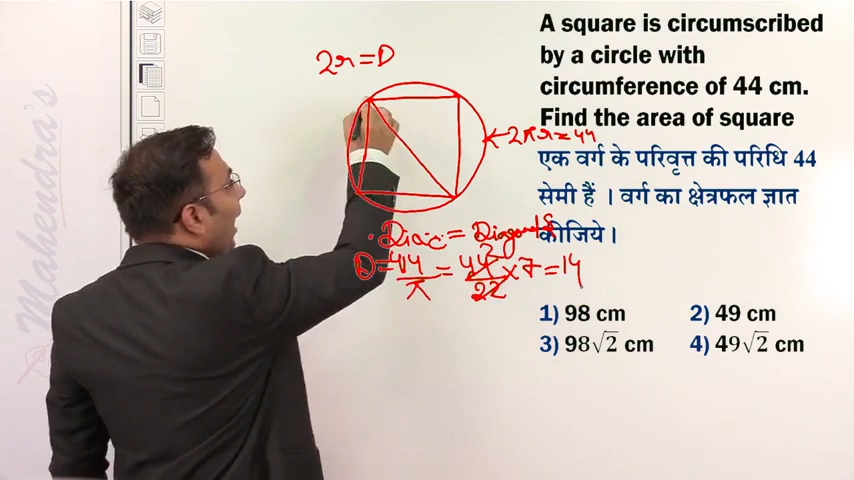 A square is circumscribed
by a circle with
circumference of 44 cm.
Find the area of square
एक वर्ग के परिवृत्त की परिधि 44
सेमी हैं । वर्ग का क्षेत्रफल ज्ञात
कीजिये।
1) 98 cm 2) 49 cm
3) 98√2 cm 4) 49√2 cm
2r=D
←2πr=44
D=44/π=44/22×7=14
2
Mahendra's